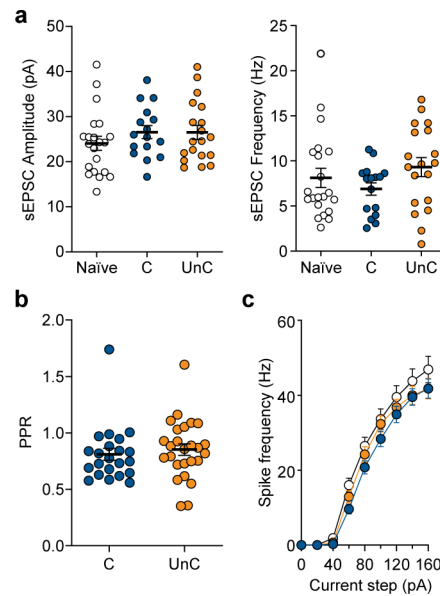 a
sEPSC Amplitude (pA)
50
40
30
20
10
0
Naïve C UnC
sEPSC Frequency (Hz)
25
20
15
10
5
0
Naïve C UnC
b
PPR
2.0
1.5
1.0
0.5
0.0
C UnC
c
Spike frequency (Hz)
60
40
20
0
0 40 80 120 160
Current step (pA)